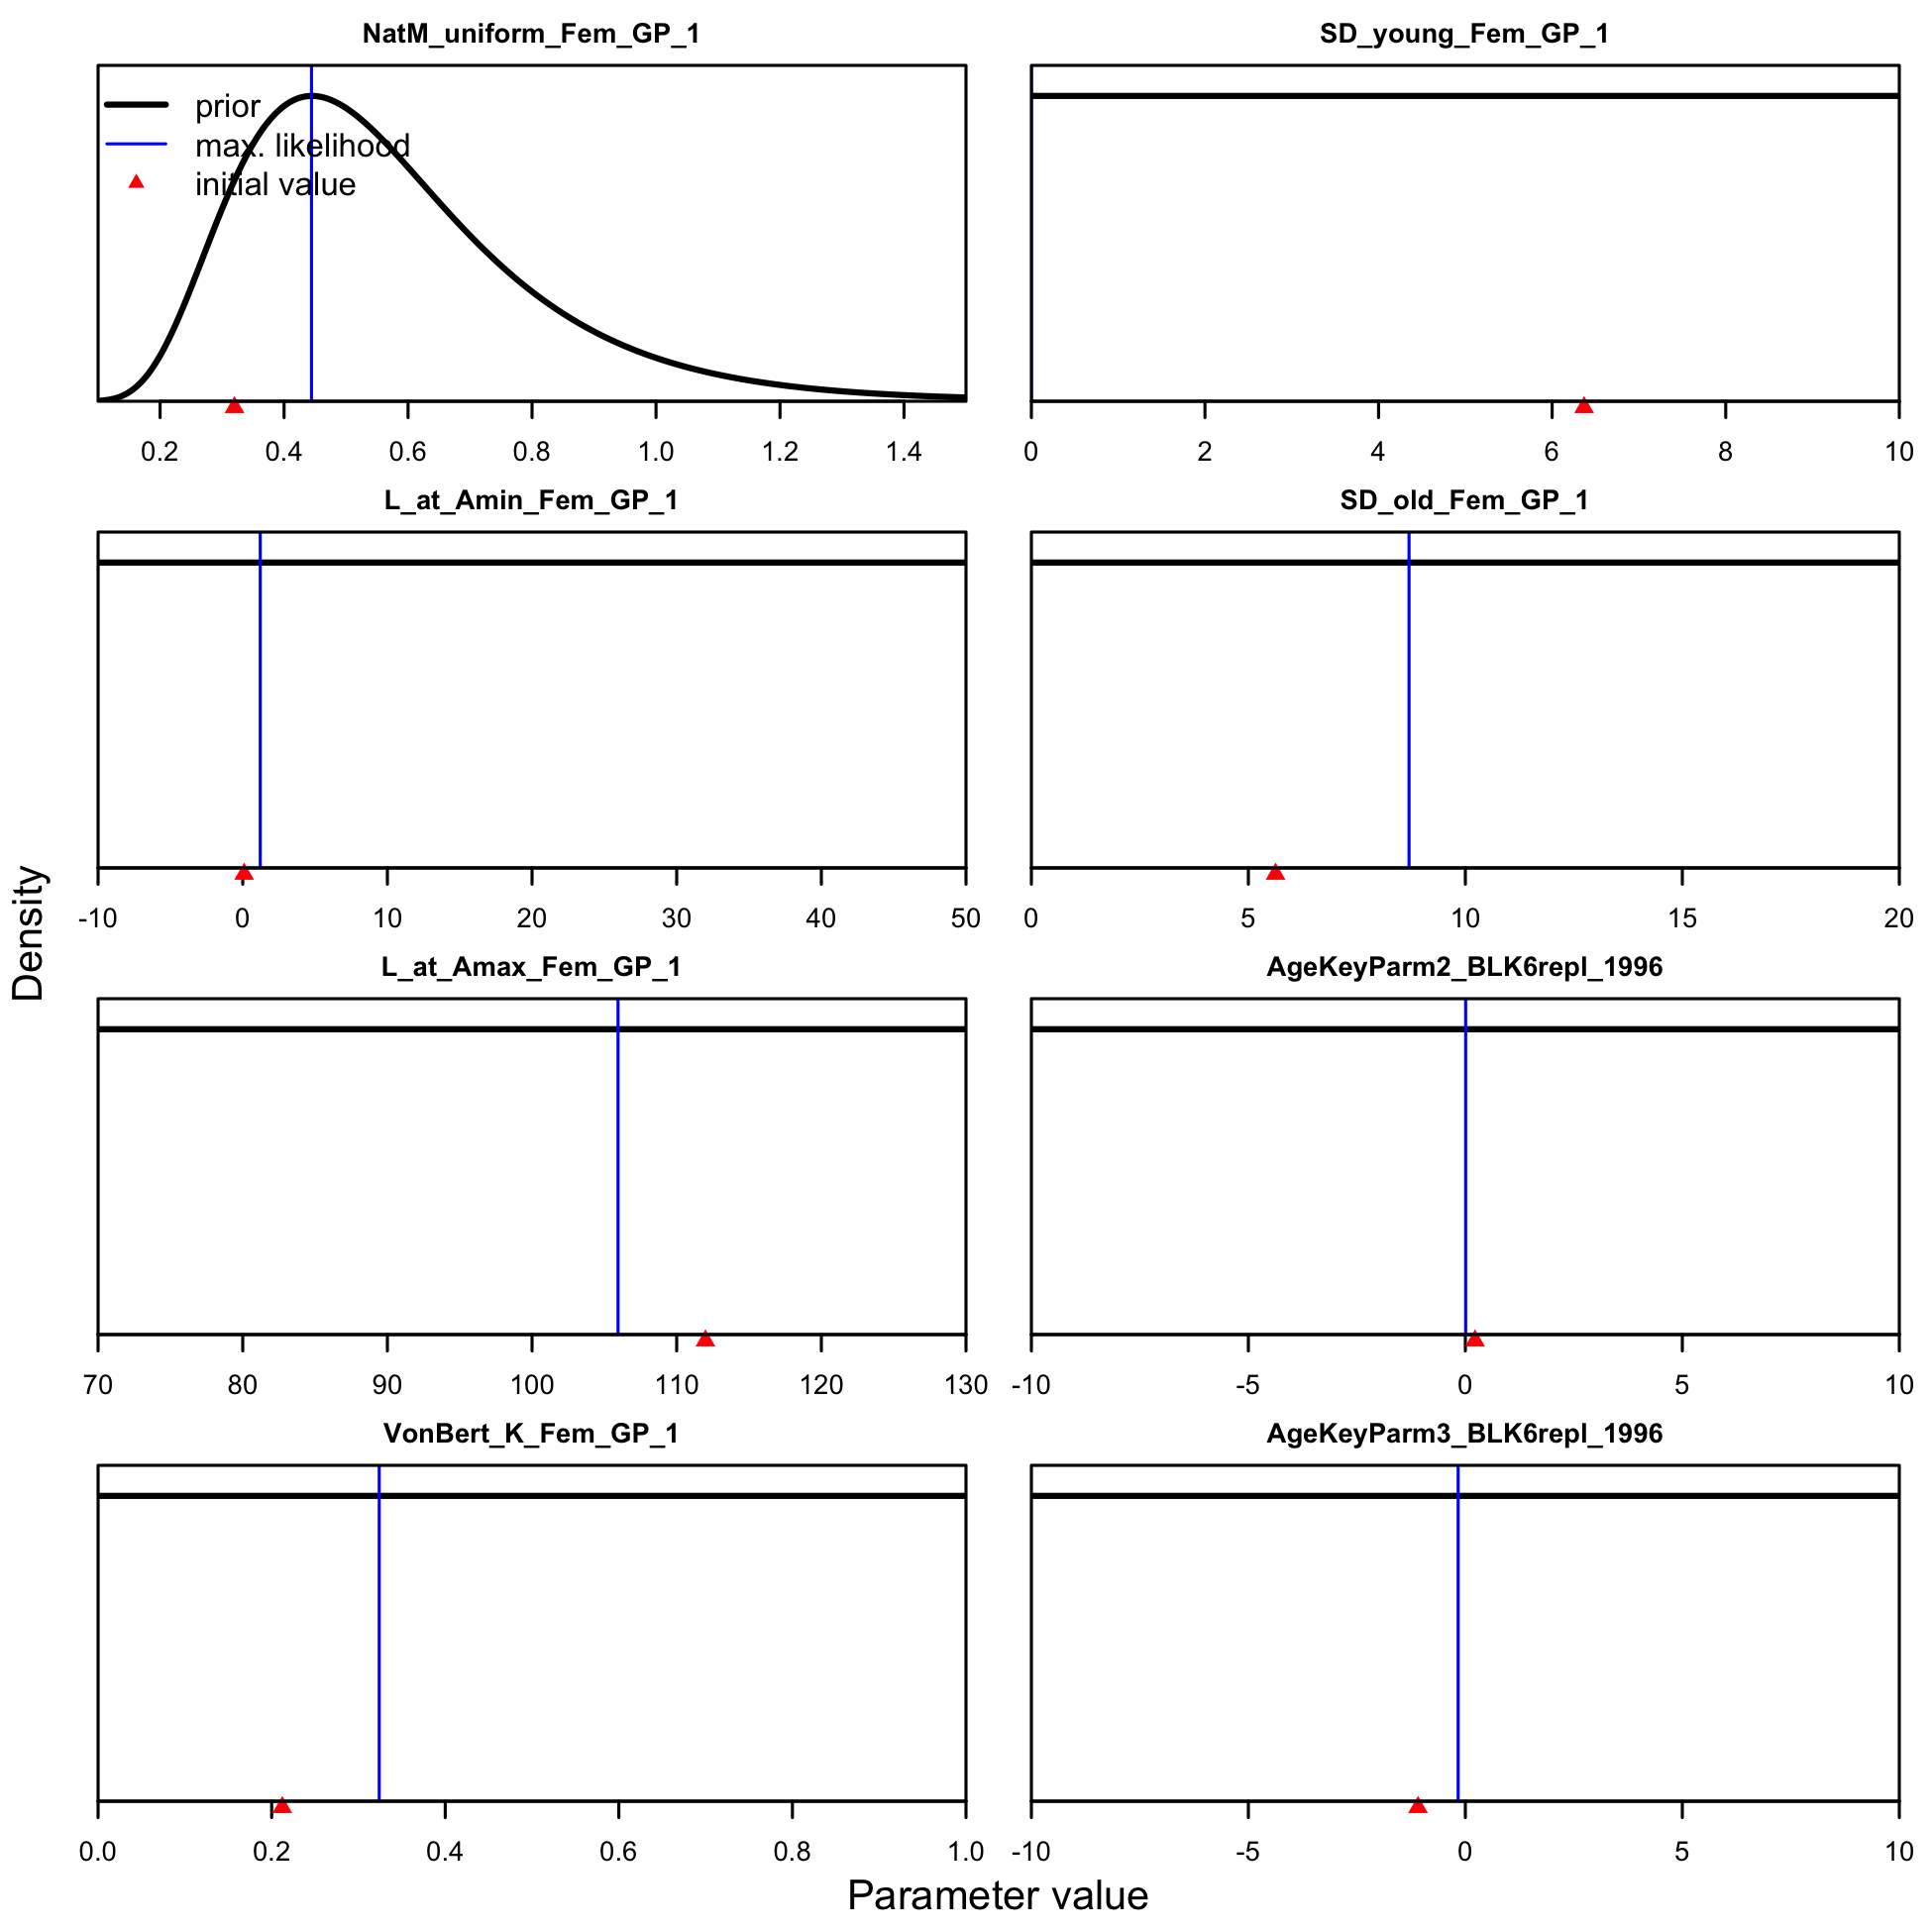 NatM_uniform_Fem_GP_1
prior
max. likelihood
initial value
0.2 0.4 0.6 0.8 1.0 1.2 1.4
SD_young_Fem_GP_1
0 2 4 6 8 10
L_at_Amin_Fem_GP_1
-10 0 10 20 30 40 50
SD_old_Fem_GP_1
0 5 10 15 20
L_at_Amax_Fem_GP_1
70 80 90 100 110 120 130
AgeKeyParm2_BLK6repl_1996
-10 -5 0 5 10
VonBert_K_Fem_GP_1
0.0 0.2 0.4 0.6 0.8 1.0
AgeKeyParm3_BLK6repl_1996
-10 -5 0 5 10
Density
Parameter value